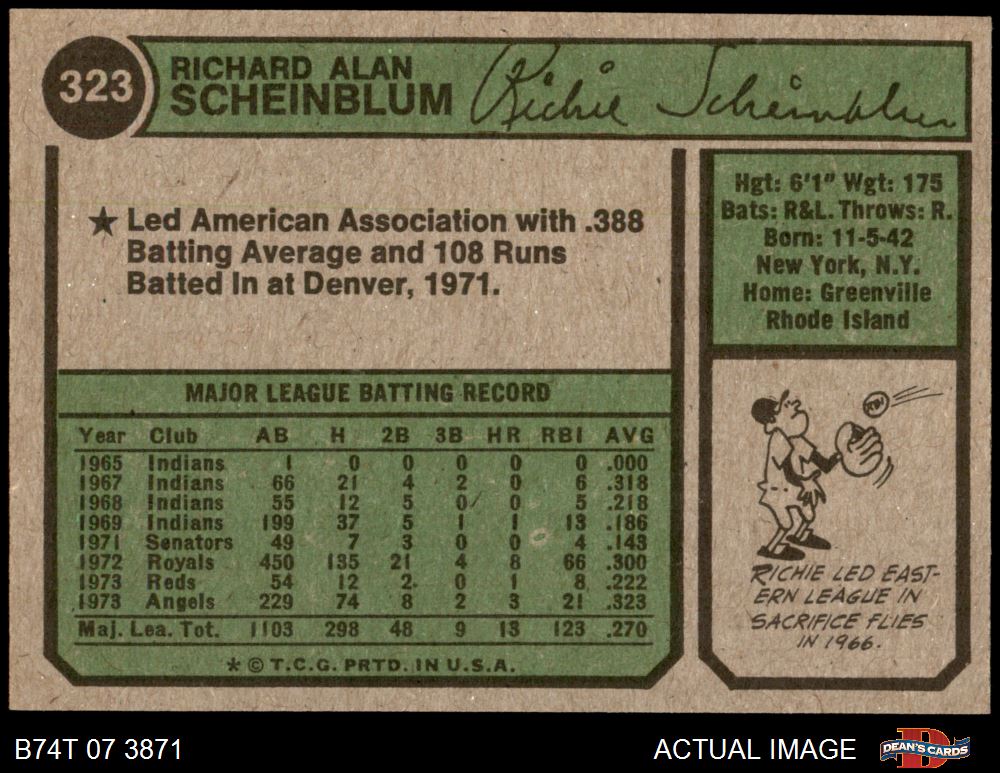 323
RICHARD ALAN
SCHEINBLUM
Richie Scheinblum
★ Led American Association with .388
Batting Average and 108 Runs
Batted In at Denver, 1971.
Hgt: 6'1" Wgt: 175
Bats: R&L. Throws: R.
Born: 11-5-42
New York, N.Y.
Home: Greenville
Rhode Island
MAJOR LEAGUE BATTING RECORD
Year Club AB H 2B 3B HR RBI AVG
1965 Indians 1 0 0 0 0 0 .000
1967 Indians 66 21 4 2 0 6 .318
1968 Indians 55 12 5 0 0 5 .218
1969 Indians 199 37 5 1 1 13 .186
1971 Senators 49 7 3 0 0 4 .143
1972 Royals 450 135 21 4 8 66 .300
1973 Reds 54 12 2 0 1 8 .222
1973 Angels 229 74 8 2 3 21 .323
Maj. Lea. Tot. 1103 298 48 9 13 123 .270
* © T.C.G. PRTD. IN U.S.A.
RICHIE LED EAST-
ERN LEAGUE IN
SACRIFICE FLIES
IN 1966.
B74T 07 3871
ACTUAL IMAGE
DEAN'S CARDS